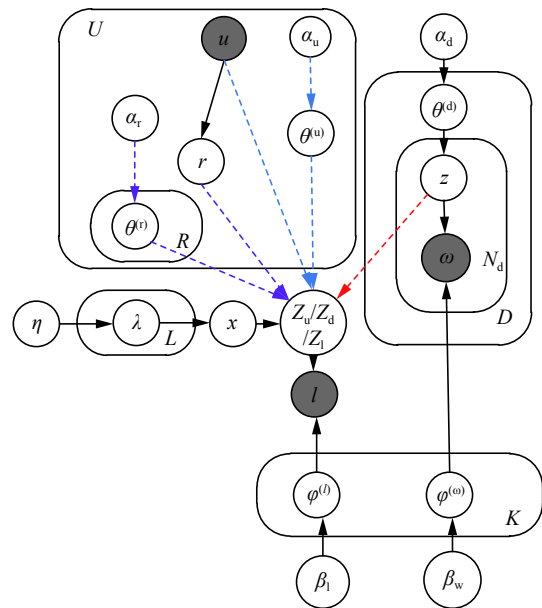 U
u
α_u
α_d
θ^(d)
α_r
θ^(u)
r
z
θ^(r)
R
ω
N_d
η
λ
L
x
Z_u/Z_d
/Z_l
D
l
φ^(l)
φ^(ω)
K
β_l
β_w